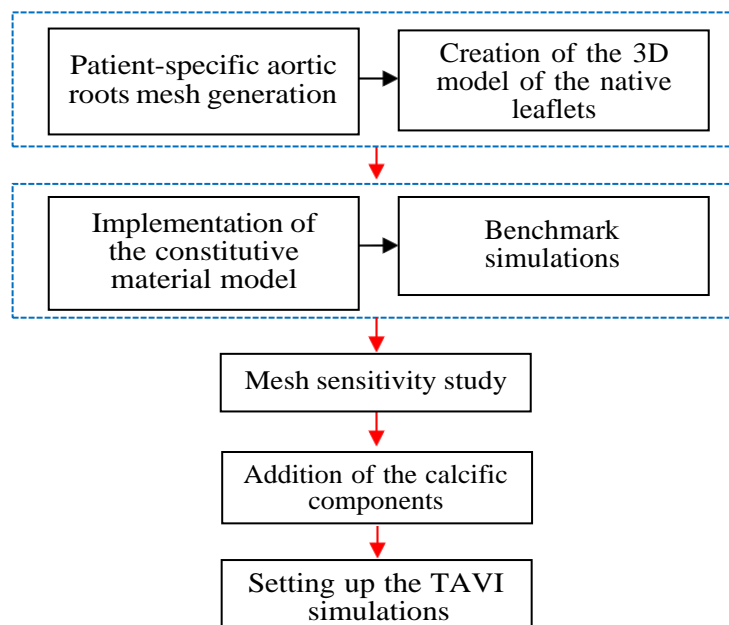 Patient-specific aortic
roots mesh generation
Creation of the 3D
model of the native
leaflets
Implementation of
the constitutive
material model
Benchmark
simulations
Mesh sensitivity study
Addition of the calcific
components
Setting up the TAVI
simulations